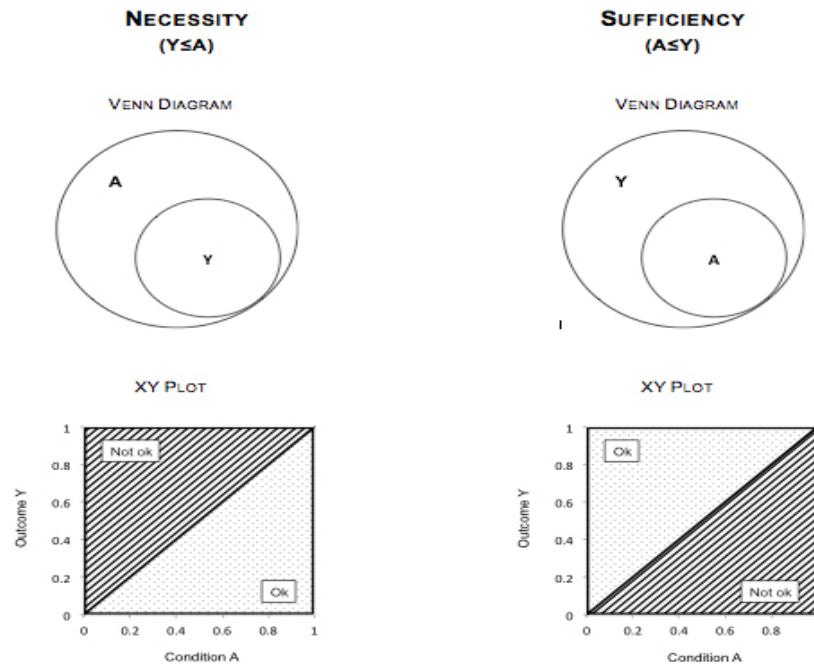 NECESSITY
(Y≤A)
VENN DIAGRAM
A
Y
XY PLOT
1
0.8
0.6
0.4
0.2
0
Outcome Y
Not ok
Ok
0 0.2 0.4 0.6 0.8 1
Condition A
SUFFICIENCY
(A≤Y)
VENN DIAGRAM
Y
A
XY PLOT
1
0.8
0.6
0.4
0.2
0
Outcome Y
Ok
Not ok
0 0.2 0.4 0.6 0.8
Condition A